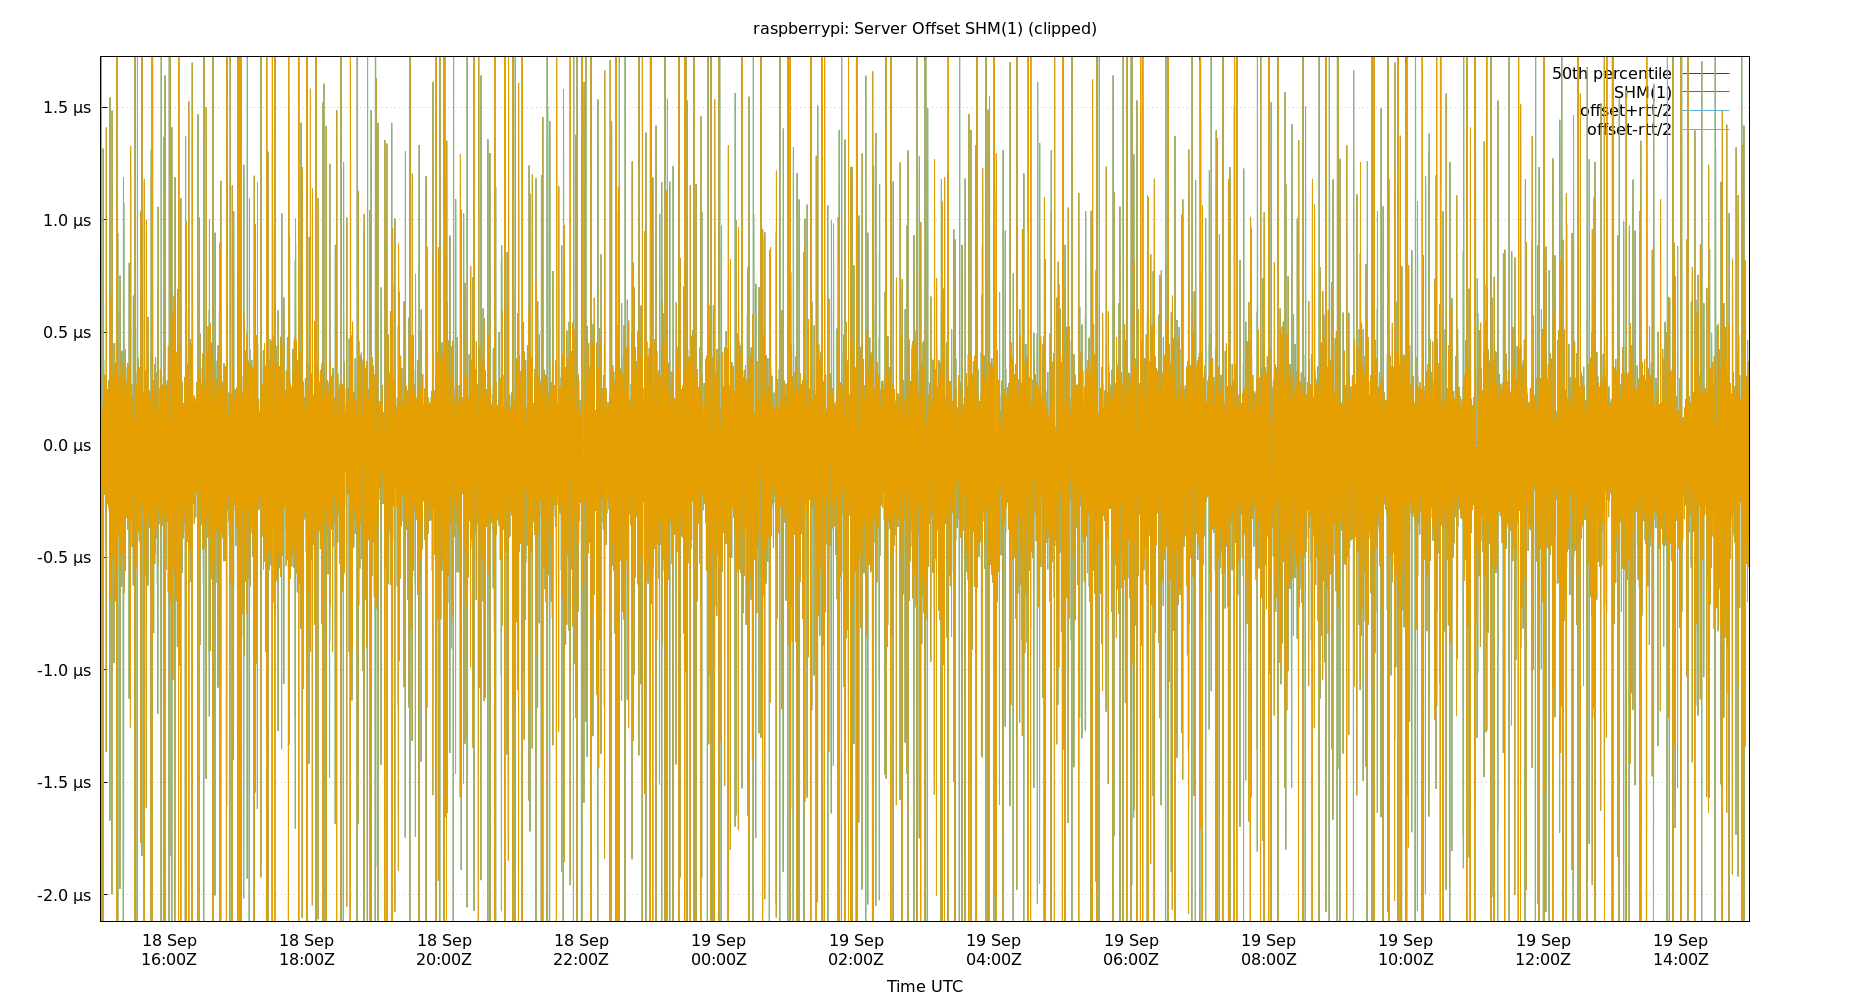 raspberrypi: Server Offset SHM(1) (clipped)
50th percentile
SHM(1)
offset+rtt/2
offset-rtt/2
1.5 µs
1.0 µs
0.5 µs
0.0 µs
-0.5 µs
-1.0 µs
-1.5 µs
-2.0 µs
18 Sep 18 Sep 18 Sep 18 Sep 19 Sep 19 Sep 19 Sep 19 Sep 19 Sep 19 Sep 19 Sep 19 Sep
16:00Z 18:00Z 20:00Z 22:00Z 00:00Z 02:00Z 04:00Z 06:00Z 08:00Z 10:00Z 12:00Z 14:00Z
Time UTC